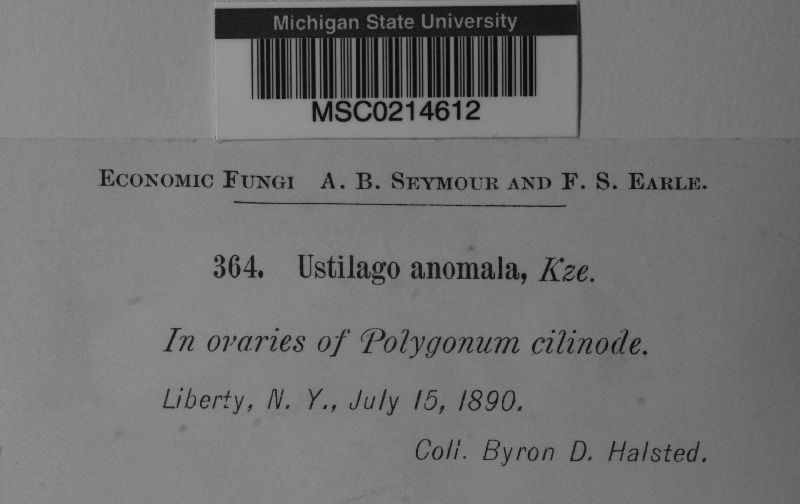 Michigan State University
MSC0214612
Economic Fungi A. B. Seymour and F. S. Earle.
364. Ustilago anomala, Kze.
In ovaries of Polygonum cilinode.
Liberty, N. Y., July 15, 1890.
Coll. Byron D. Halsted.